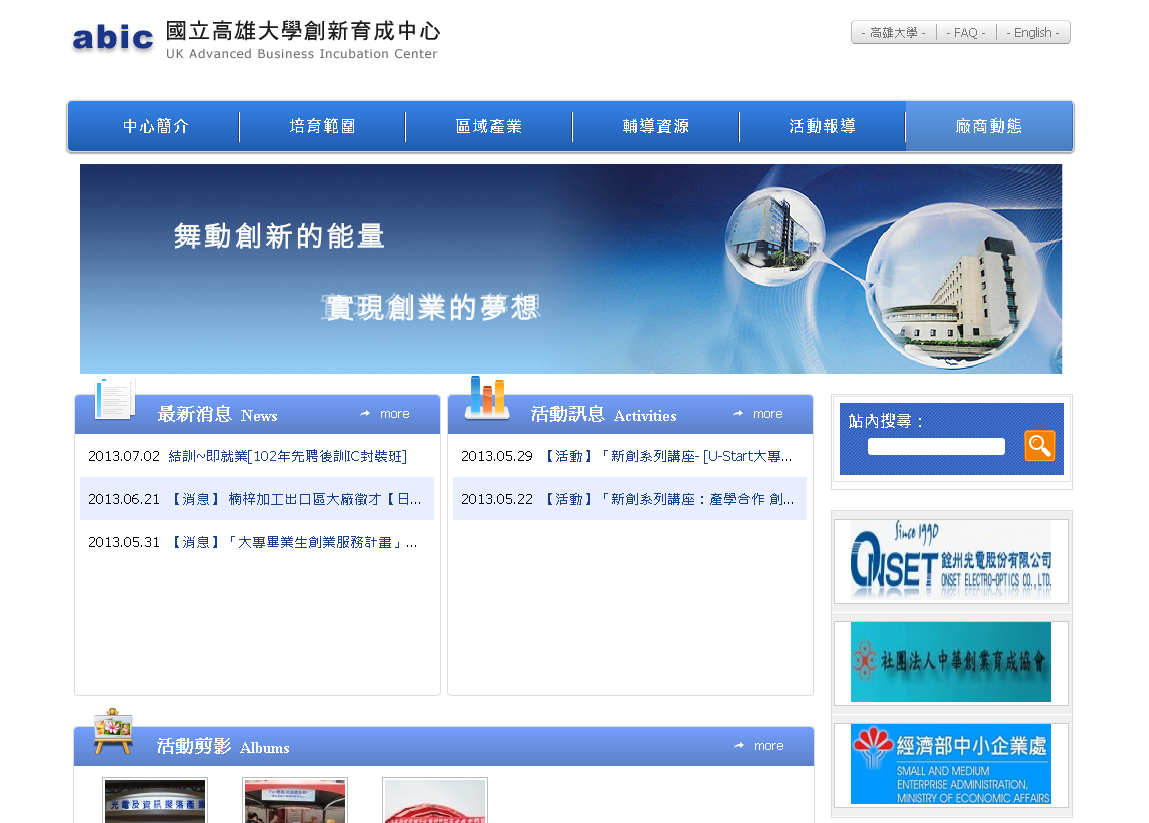 abic 國立高雄大學創新育成中心
UK Advanced Business Incubation Center
- 高雄大學 - - FAQ - - English -
中心簡介 培育範圍 區域產業 輔導資源 活動報導 廠商動態
舞動創新的能量
實現創業的夢想
最新消息 News more
2013.07.02 結訓~即就業[102年先聘後訓IC封裝班]
2013.06.21 【消息】 楠梓加工出口區大廠徵才【日...
2013.05.31 【消息】「大專畢業生創業服務計畫」...
活動訊息 Activities more
2013.05.29 【活動】「新創系列講座- [U-Start大專...
2013.05.22 【活動】「新創系列講座：產學合作 創...
站內搜尋：
Since 1990
ONSET 銓州光電股份有限公司
ONSET ELECTRO-OPTICS CO., LTD.
社團法人中華創業育成協會
經濟部中小企業處
SMALL AND MEDIUM
ENTERPRISE ADMINISTRATION,
MINISTRY OF ECONOMIC AFFAIRS
活動剪影 Albums more
光電及資訊聚落產業